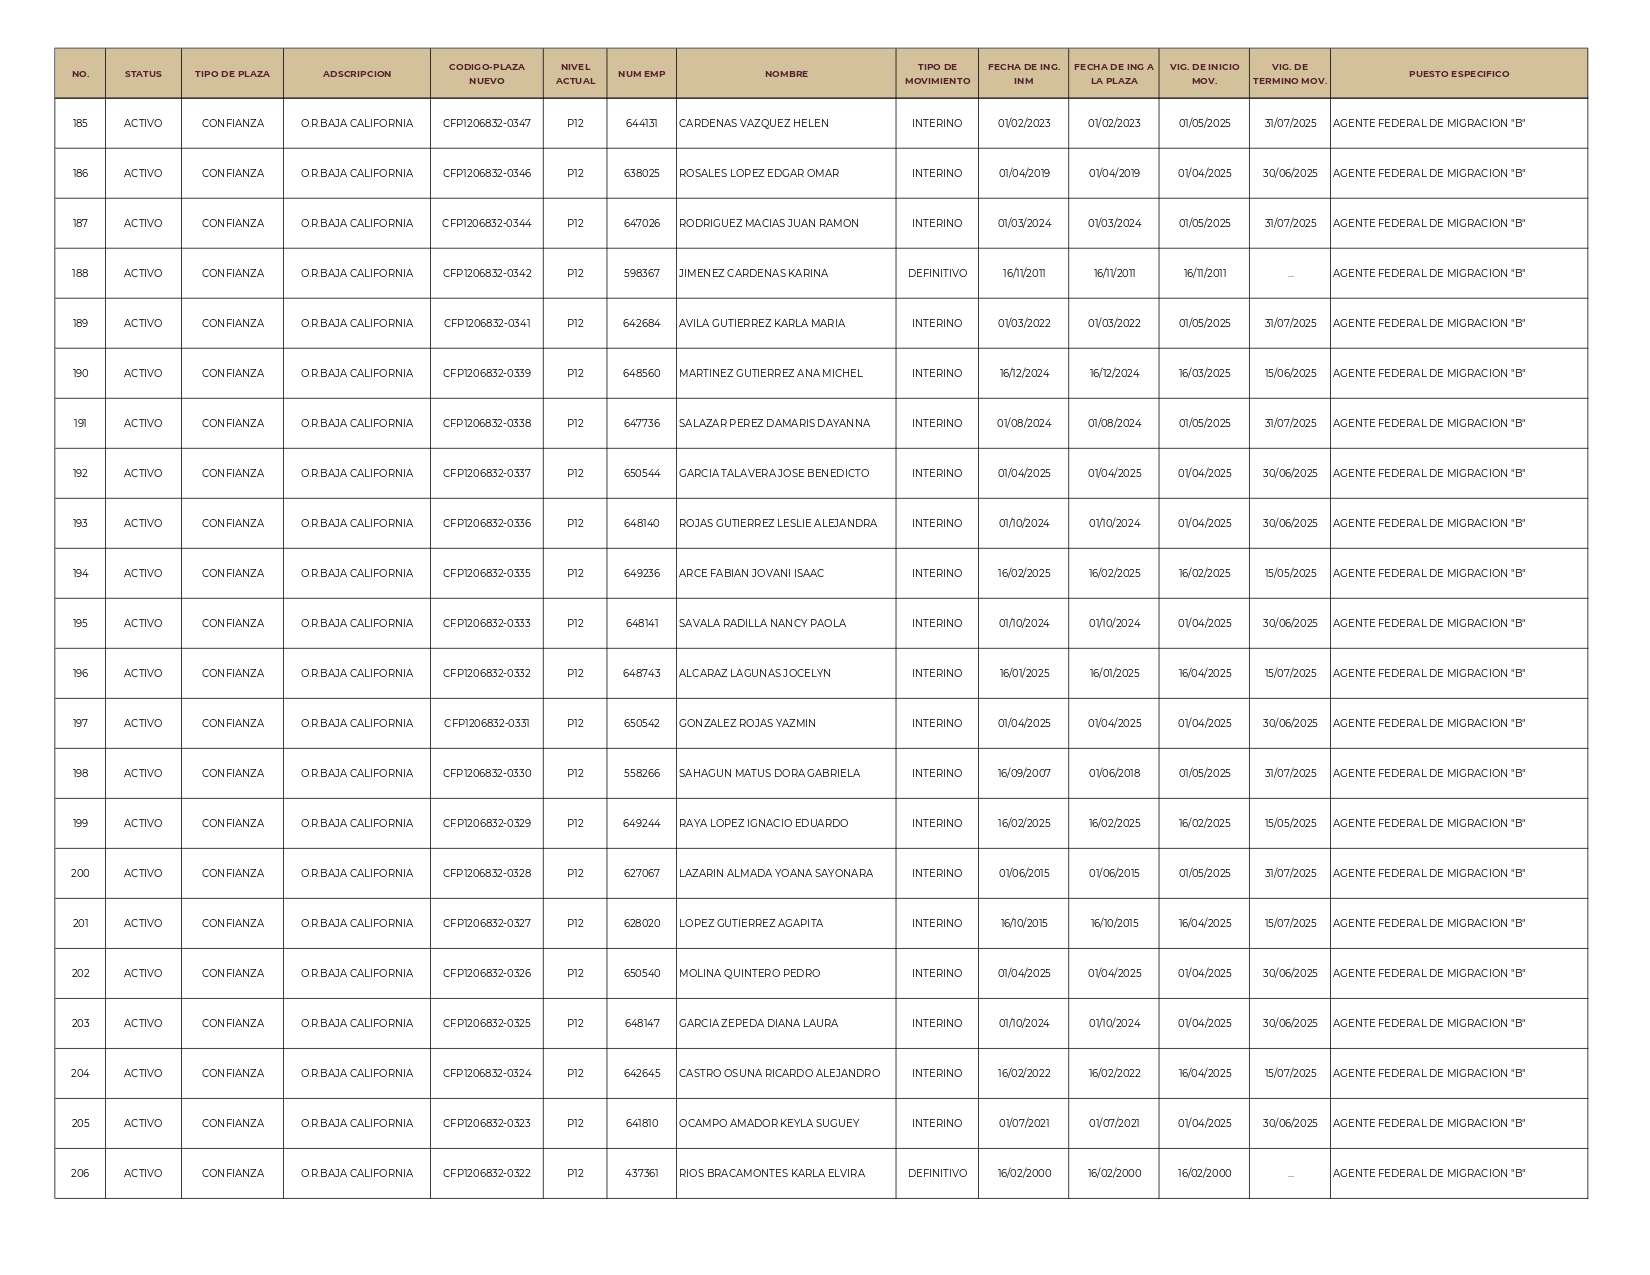 NO. STATUS TIPO DE PLAZA ADSCRIPCION CODIGO-PLAZA NUEVO NIVEL ACTUAL NUM EMP NOMBRE TIPO DE MOVIMIENTO FECHA DE ING. INM FECHA DE ING A LA PLAZA VIG. DE INICIO MOV. VIG. DE TERMINO MOV. PUESTO ESPECIFICO
185 ACTIVO CONFIANZA O.R.BAJA CALIFORNIA CFP1206832-0347 P12 644131 CARDENAS VAZQUEZ HELEN INTERINO 01/02/2023 01/02/2023 01/05/2025 31/07/2025 AGENTE FEDERAL DE MIGRACION "B"
186 ACTIVO CONFIANZA O.R.BAJA CALIFORNIA CFP1206832-0346 P12 638025 ROSALES LOPEZ EDGAR OMAR INTERINO 01/04/2019 01/04/2019 01/04/2025 30/06/2025 AGENTE FEDERAL DE MIGRACION "B"
187 ACTIVO CONFIANZA O.R.BAJA CALIFORNIA CFP1206832-0344 P12 647026 RODRIGUEZ MACIAS JUAN RAMON INTERINO 01/03/2024 01/03/2024 01/05/2025 31/07/2025 AGENTE FEDERAL DE MIGRACION "B"
188 ACTIVO CONFIANZA O.R.BAJA CALIFORNIA CFP1206832-0342 P12 598367 JIMENEZ CARDENAS KARINA DEFINITIVO 16/11/2011 16/11/2011 16/11/2011 ... AGENTE FEDERAL DE MIGRACION "B"
189 ACTIVO CONFIANZA O.R.BAJA CALIFORNIA CFP1206832-0341 P12 642684 AVILA GUTIERREZ KARLA MARIA INTERINO 01/03/2022 01/03/2022 01/05/2025 31/07/2025 AGENTE FEDERAL DE MIGRACION "B"
190 ACTIVO CONFIANZA O.R.BAJA CALIFORNIA CFP1206832-0339 P12 648560 MARTINEZ GUTIERREZ ANA MICHEL INTERINO 16/12/2024 16/12/2024 16/03/2025 15/06/2025 AGENTE FEDERAL DE MIGRACION "B"
191 ACTIVO CONFIANZA O.R.BAJA CALIFORNIA CFP1206832-0338 P12 647736 SALAZAR PEREZ DAMARIS DAYANNA INTERINO 01/08/2024 01/08/2024 01/05/2025 31/07/2025 AGENTE FEDERAL DE MIGRACION "B"
192 ACTIVO CONFIANZA O.R.BAJA CALIFORNIA CFP1206832-0337 P12 650544 GARCIA TALAVERA JOSE BENEDICTO INTERINO 01/04/2025 01/04/2025 01/04/2025 30/06/2025 AGENTE FEDERAL DE MIGRACION "B"
193 ACTIVO CONFIANZA O.R.BAJA CALIFORNIA CFP1206832-0336 P12 648140 ROJAS GUTIERREZ LESLIE ALEJANDRA INTERINO 01/10/2024 01/10/2024 01/04/2025 30/06/2025 AGENTE FEDERAL DE MIGRACION "B"
194 ACTIVO CONFIANZA O.R.BAJA CALIFORNIA CFP1206832-0335 P12 649236 ARCE FABIAN JOVANI ISAAC INTERINO 16/02/2025 16/02/2025 16/02/2025 15/05/2025 AGENTE FEDERAL DE MIGRACION "B"
195 ACTIVO CONFIANZA O.R.BAJA CALIFORNIA CFP1206832-0333 P12 648141 SAVALA RADILLA NANCY PAOLA INTERINO 01/10/2024 01/10/2024 01/04/2025 30/06/2025 AGENTE FEDERAL DE MIGRACION "B"
196 ACTIVO CONFIANZA O.R.BAJA CALIFORNIA CFP1206832-0332 P12 648743 ALCARAZ LAGUNAS JOCELYN INTERINO 16/01/2025 16/01/2025 16/04/2025 15/07/2025 AGENTE FEDERAL DE MIGRACION "B"
197 ACTIVO CONFIANZA O.R.BAJA CALIFORNIA CFP1206832-0331 P12 650542 GONZALEZ ROJAS YAZMIN INTERINO 01/04/2025 01/04/2025 01/04/2025 30/06/2025 AGENTE FEDERAL DE MIGRACION "B"
198 ACTIVO CONFIANZA O.R.BAJA CALIFORNIA CFP1206832-0330 P12 558266 SAHAGUN MATUS DORA GABRIELA INTERINO 16/09/2007 01/06/2018 01/05/2025 31/07/2025 AGENTE FEDERAL DE MIGRACION "B"
199 ACTIVO CONFIANZA O.R.BAJA CALIFORNIA CFP1206832-0329 P12 649244 RAYA LOPEZ IGNACIO EDUARDO INTERINO 16/02/2025 16/02/2025 16/02/2025 15/05/2025 AGENTE FEDERAL DE MIGRACION "B"
200 ACTIVO CONFIANZA O.R.BAJA CALIFORNIA CFP1206832-0328 P12 627067 LAZARIN ALMADA YOANA SAYONARA INTERINO 01/06/2015 01/06/2015 01/05/2025 31/07/2025 AGENTE FEDERAL DE MIGRACION "B"
201 ACTIVO CONFIANZA O.R.BAJA CALIFORNIA CFP1206832-0327 P12 628020 LOPEZ GUTIERREZ AGAPITA INTERINO 16/10/2015 16/10/2015 16/04/2025 15/07/2025 AGENTE FEDERAL DE MIGRACION "B"
202 ACTIVO CONFIANZA O.R.BAJA CALIFORNIA CFP1206832-0326 P12 650540 MOLINA QUINTERO PEDRO INTERINO 01/04/2025 01/04/2025 01/04/2025 30/06/2025 AGENTE FEDERAL DE MIGRACION "B"
203 ACTIVO CONFIANZA O.R.BAJA CALIFORNIA CFP1206832-0325 P12 648147 GARCIA ZEPEDA DIANA LAURA INTERINO 01/10/2024 01/10/2024 01/04/2025 30/06/2025 AGENTE FEDERAL DE MIGRACION "B"
204 ACTIVO CONFIANZA O.R.BAJA CALIFORNIA CFP1206832-0324 P12 642645 CASTRO OSUNA RICARDO ALEJANDRO INTERINO 16/02/2022 16/02/2022 16/04/2025 15/07/2025 AGENTE FEDERAL DE MIGRACION "B"
205 ACTIVO CONFIANZA O.R.BAJA CALIFORNIA CFP1206832-0323 P12 641810 OCAMPO AMADOR KEYLA SUGUEY INTERINO 01/07/2021 01/07/2021 01/04/2025 30/06/2025 AGENTE FEDERAL DE MIGRACION "B"
206 ACTIVO CONFIANZA O.R.BAJA CALIFORNIA CFP1206832-0322 P12 437361 RIOS BRACAMONTES KARLA ELVIRA DEFINITIVO 16/02/2000 16/02/2000 16/02/2000 ... AGENTE FEDERAL DE MIGRACION "B"